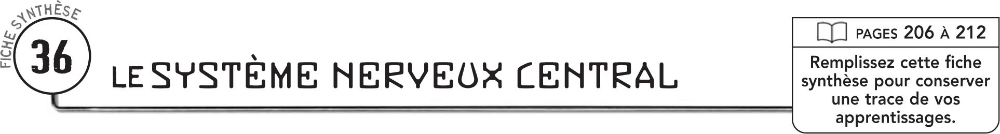 FICHE SYNTHÈSE
36
LE SYSTÈME NERVEUX CENTRAL
PAGES 206 À 212
Remplissez cette fiche
synthèse pour conserver
une trace de vos
apprentissages.